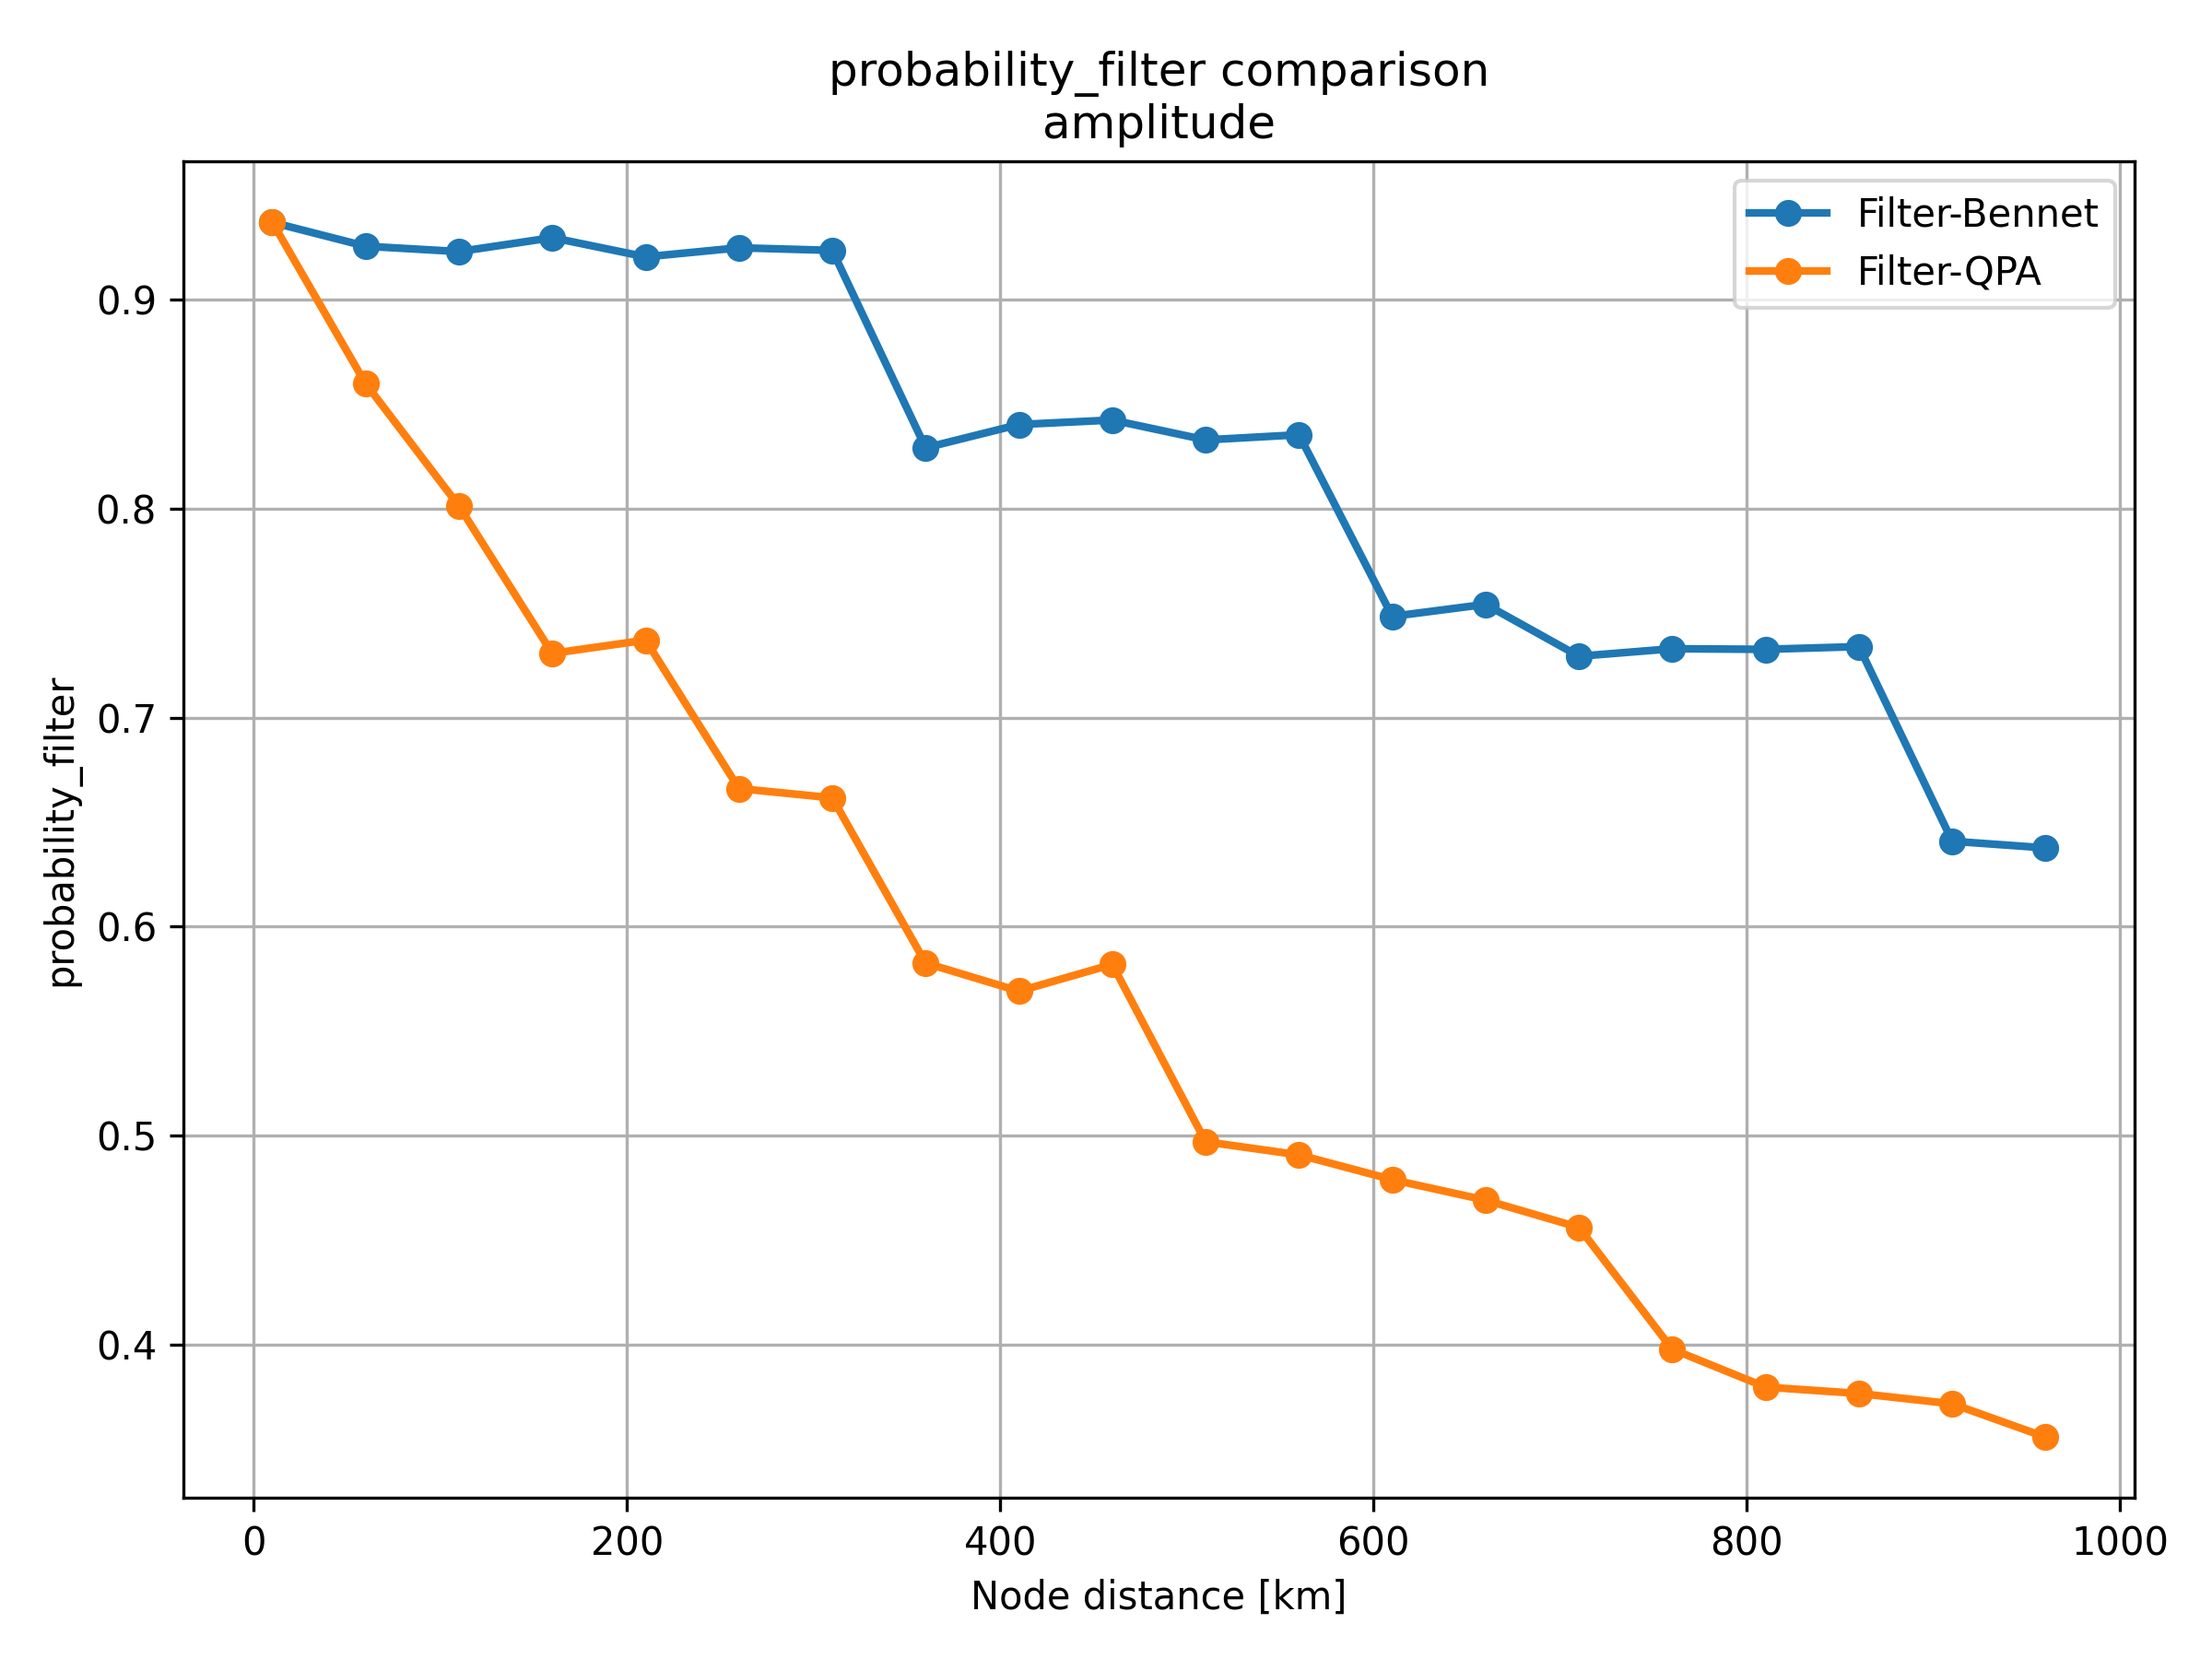 probability_filter comparison
amplitude
Filter-Bennet
Filter-QPA
probability_filter
0.9
0.8
0.7
0.6
0.5
0.4
0 200 400 600 800 1000
Node distance [km]